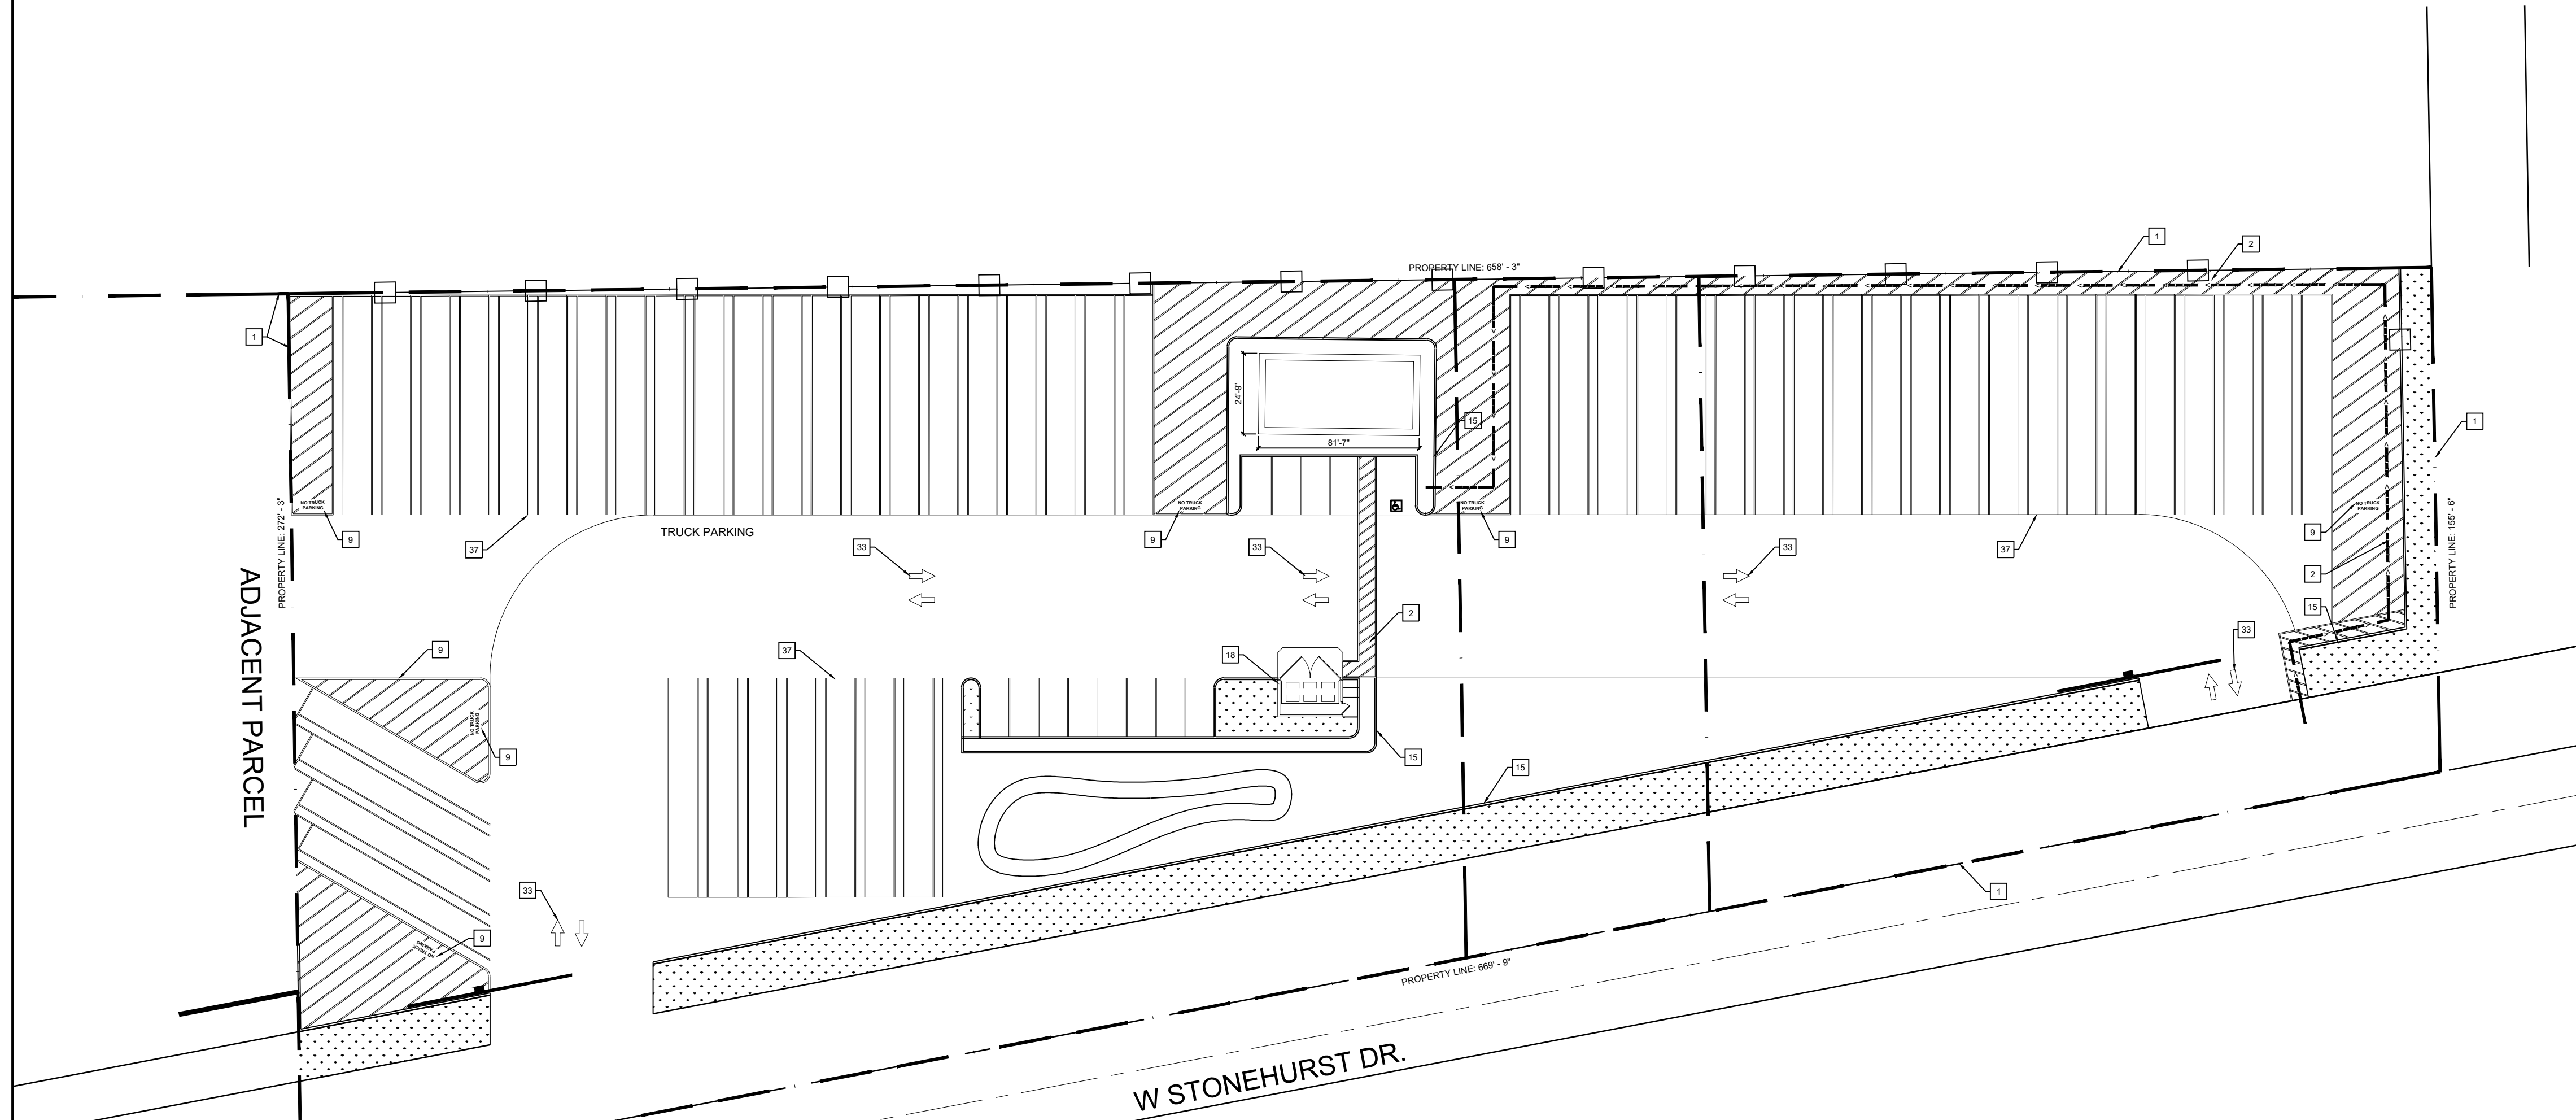 1
2
PROPERTY LINE: 658' - 3"
1
24'-9"
81'-7"
15
1
NO TRUCK
PARKING
NO TRUCK
PARKING
NO TRUCK
PARKING
NO TRUCK
PARKING
PROPERTY LINE: 272' - 3"
PROPERTY LINE: 155' - 6"
TRUCK PARKING
9
37
33
9
33
9
33
37
9
2
ADJACENT PARCEL
2
15
33
9
37
18
NO TRUCK
PARKING
9
15
15
33
1
9
NO TRUCK
PARKING
PROPERTY LINE: 669' - 9"
W STONEHURST DR.